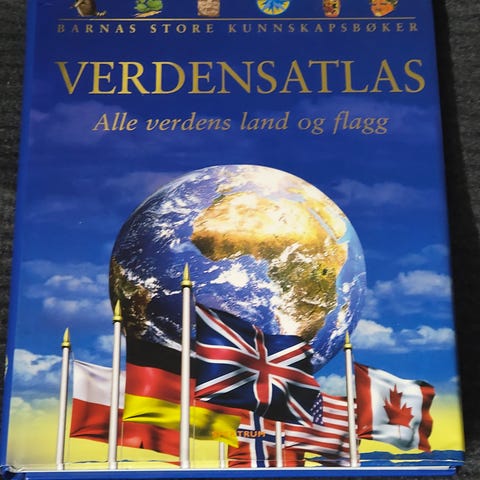 BARNAS STORE KUNNSKAPSBØKER
VERDENSATLAS
Alle verdens land og flagg